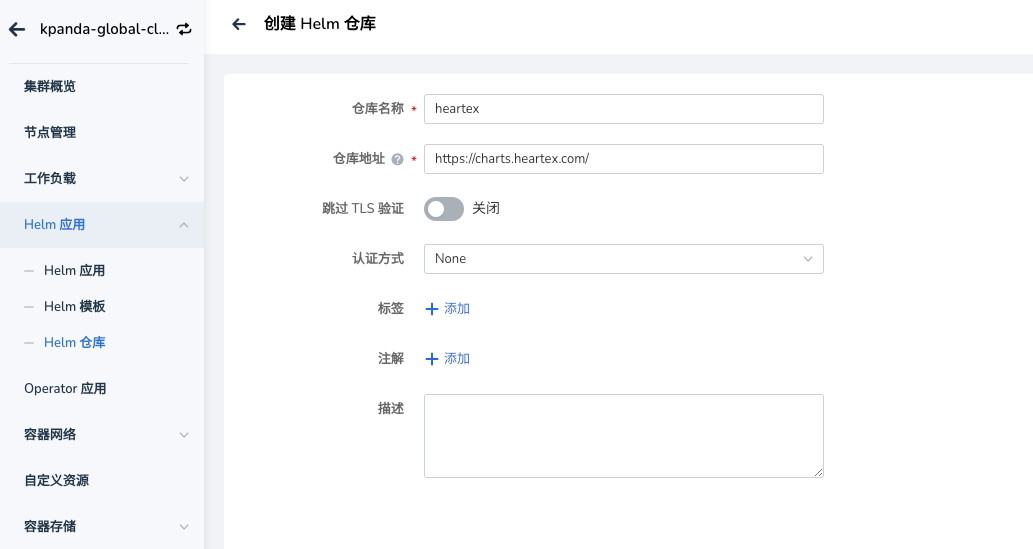 kpanda-global-cl...
集群概览
节点管理
工作负载
Helm 应用
Helm 应用
Helm 模板
Helm 仓库
Operator 应用
容器网络
自定义资源
容器存储
创建 Helm 仓库
仓库名称 * heartex
仓库地址 ? * https://charts.heartex.com/
跳过 TLS 验证 关闭
认证方式 None
标签 + 添加
注解 + 添加
描述